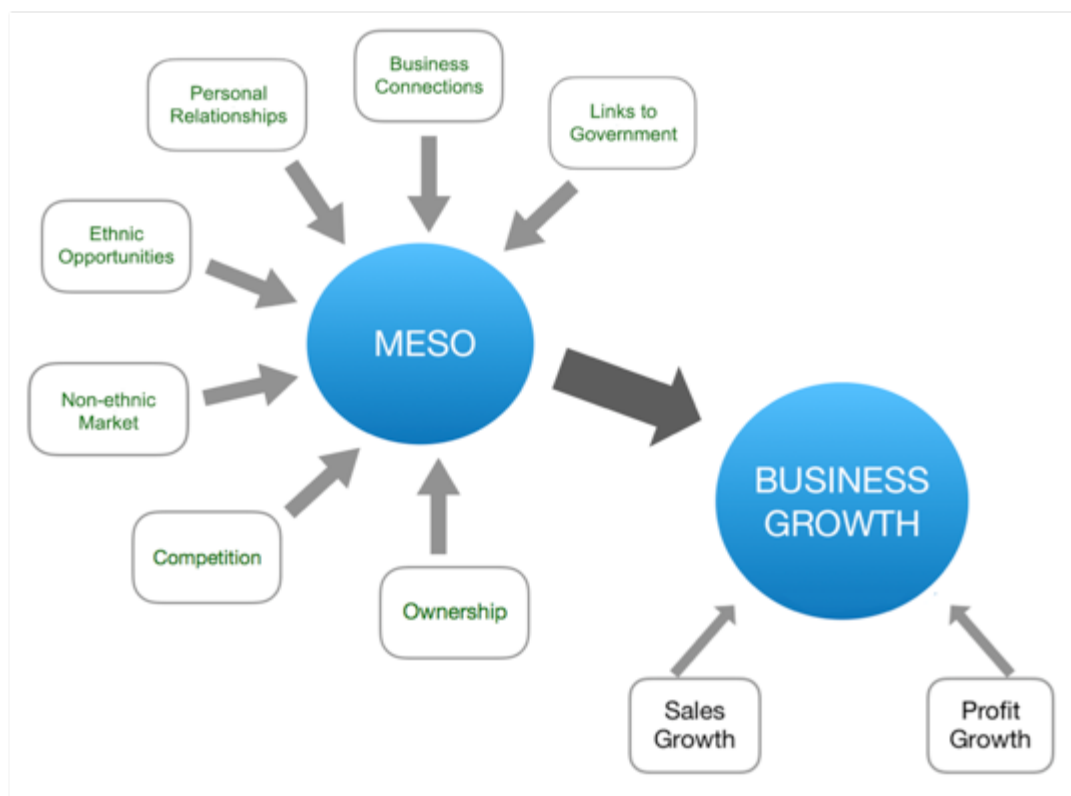 Business
Connections
Personal
Relationships
Links to
Government
Ethnic
Opportunities
MESO
Non-ethnic
Market
BUSINESS
GROWTH
Competition
Ownership
Sales
Growth
Profit
Growth